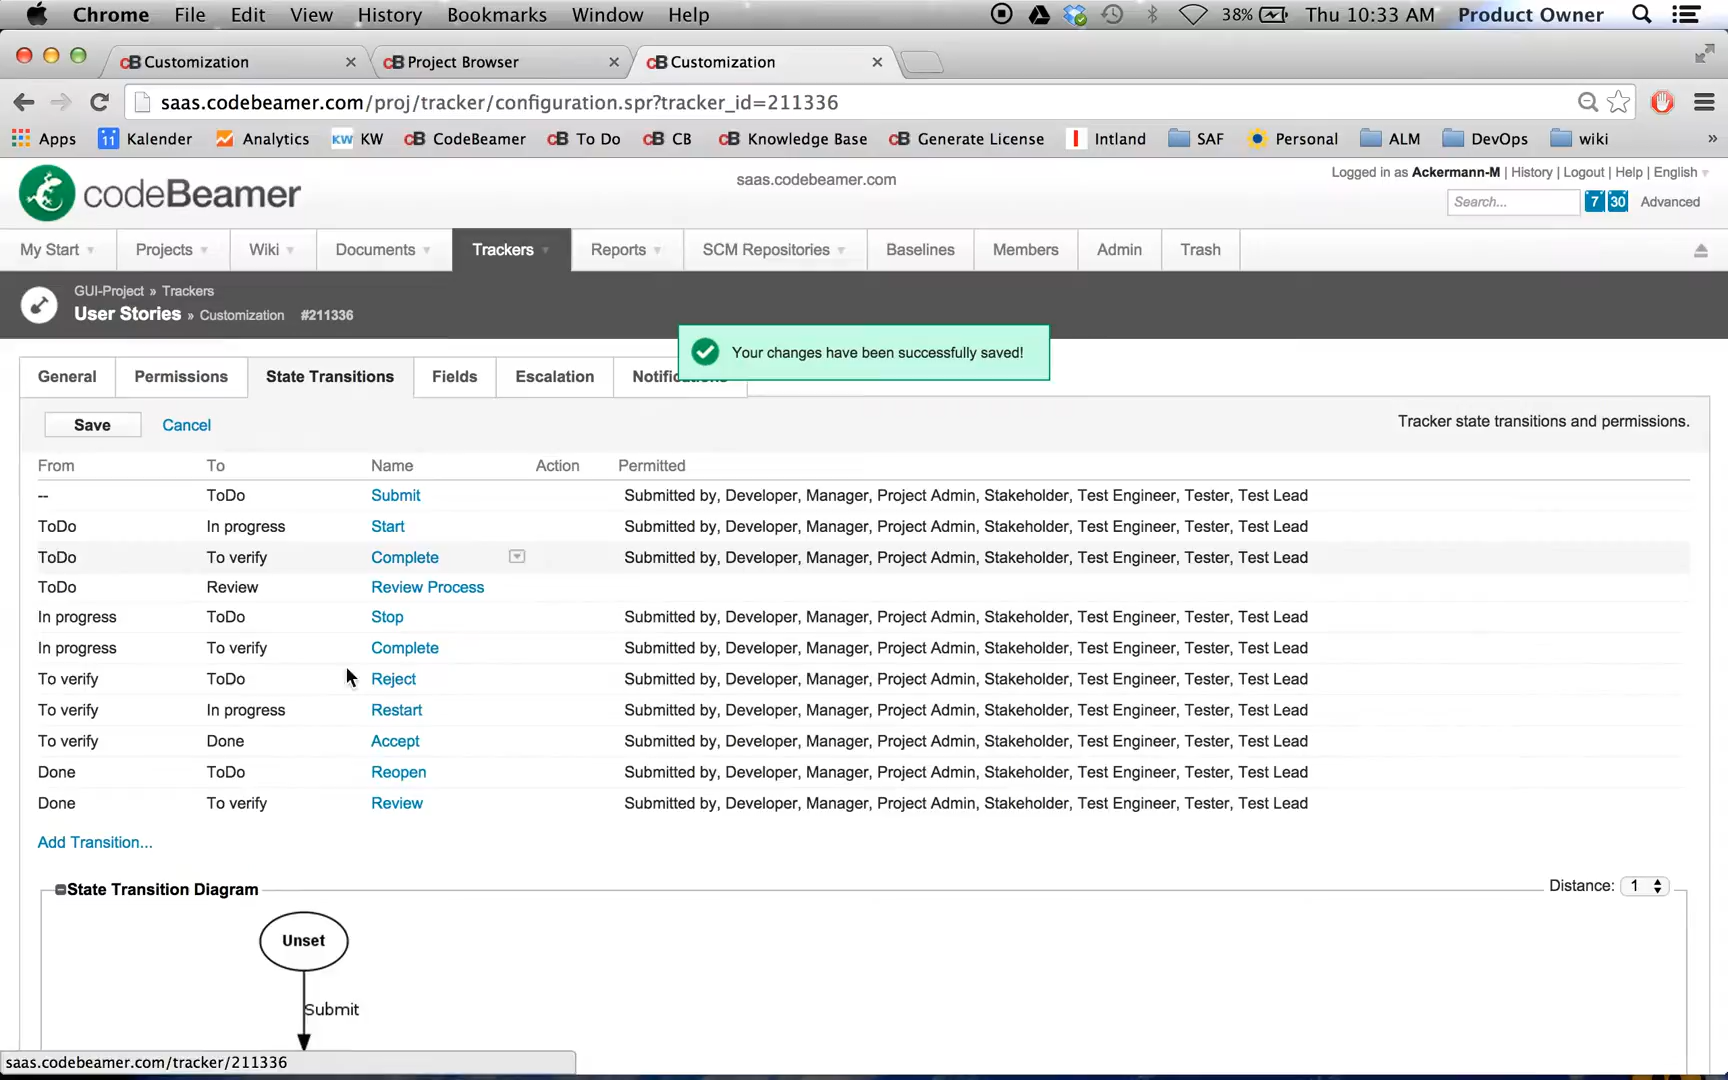 Chrome File Edit View History Bookmarks Window Help 38% Thu 10:33 AM Product Owner
cB Customization × cB Project Browser × cB Customization ×
saas.codebeamer.com/proj/tracker/configuration.spr?tracker_id=211336
Apps 11 Kalender Analytics KW KW cB CodeBeamer cB To Do cB CB cB Knowledge Base cB Generate License Intland SAF Personal ALM DevOps wiki »
codeBeamer
saas.codebeamer.com
Logged in as Ackermann-M | History | Logout | Help | English
Search... 7 30 Advanced
My Start Projects Wiki Documents Trackers Reports SCM Repositories Baselines Members Admin Trash
GUI-Project » Trackers
User Stories » Customization #211336
Your changes have been successfully saved!
General Permissions State Transitions Fields Escalation
Save Cancel
Tracker state transitions and permissions.
From To Name Action Permitted
-- ToDo Submit Submitted by, Developer, Manager, Project Admin, Stakeholder, Test Engineer, Tester, Test Lead
ToDo In progress Start Submitted by, Developer, Manager, Project Admin, Stakeholder, Test Engineer, Tester, Test Lead
ToDo To verify Complete Submitted by, Developer, Manager, Project Admin, Stakeholder, Test Engineer, Tester, Test Lead
ToDo Review Review Process
In progress ToDo Stop Submitted by, Developer, Manager, Project Admin, Stakeholder, Test Engineer, Tester, Test Lead
In progress To verify Complete Submitted by, Developer, Manager, Project Admin, Stakeholder, Test Engineer, Tester, Test Lead
To verify ToDo Reject Submitted by, Developer, Manager, Project Admin, Stakeholder, Test Engineer, Tester, Test Lead
To verify In progress Restart Submitted by, Developer, Manager, Project Admin, Stakeholder, Test Engineer, Tester, Test Lead
To verify Done Accept Submitted by, Developer, Manager, Project Admin, Stakeholder, Test Engineer, Tester, Test Lead
Done ToDo Reopen Submitted by, Developer, Manager, Project Admin, Stakeholder, Test Engineer, Tester, Test Lead
Done To verify Review Submitted by, Developer, Manager, Project Admin, Stakeholder, Test Engineer, Tester, Test Lead
Add Transition...
State Transition Diagram Distance: 1
Unset
Submit
saas.codebeamer.com/tracker/211336